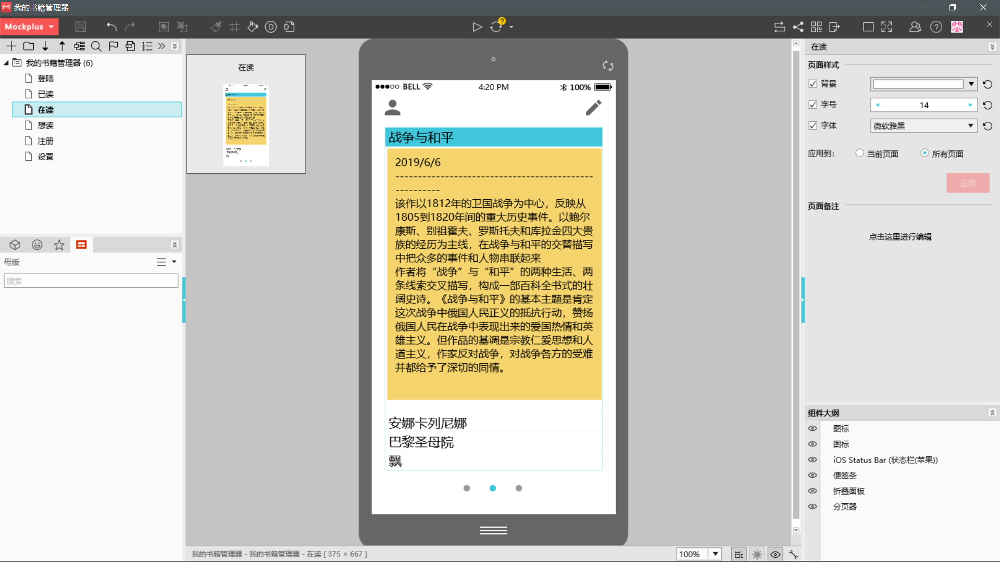 我的书籍管理器
Mockplus
我的书籍管理器 (6)
登陆
已读
在读
想读
注册
设置
母版
搜索
在读
BELL
4:20 PM
100%
战争与和平
2019/6/6
--------------------------------------------
----------
该作以1812年的卫国战争为中心，反映从
1805到1820年间的重大历史事件。以鲍尔
康斯、别祖霍夫、罗斯托夫和库拉金四大贵
族的经历为主线，在战争与和平的交替描写
中把众多的事件和人物串联起来
作者将“战争”与“和平”的两种生活、两
条线索交叉描写，构成一部百科全书式的壮
阔史诗。《战争与和平》的基本主题是肯定
这次战争中俄国人民正义的抵抗行动，赞扬
俄国人民在战争中表现出来的爱国热情和英
雄主义。但作品的基调是宗教仁爱思想和人
道主义，作家反对战争，对战争各方的受难
并都给予了深切的同情。
安娜卡列尼娜
巴黎圣母院
飘
我的书籍管理器 - 我的书籍管理器 - 在读 [ 375 × 667 ]
100%
在读
页面样式
背景
字号
14
字体
微软雅黑
应用到：
当前页面
所有页面
应用
页面备注
点击这里进行编辑
组件大纲
图标
图标
iOS Status Bar (状态栏(苹果))
便签条
折叠面板
分页器